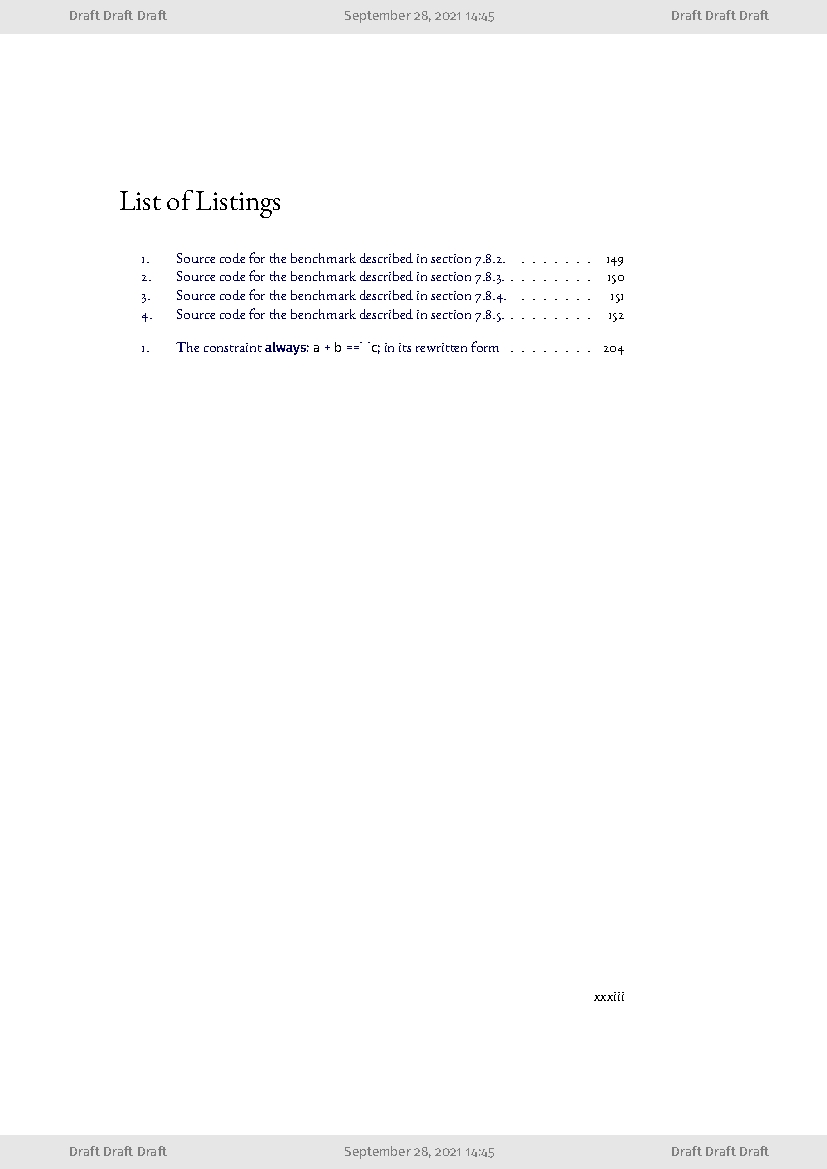 Draft Draft Draft September 28, 2021 14:45 Draft Draft Draft
List of Listings
1. Source code for the benchmark described in section 7.8.2. . . . . . . . . 149
2. Source code for the benchmark described in section 7.8.3. . . . . . . . . 150
3. Source code for the benchmark described in section 7.8.4. . . . . . . . . 151
4. Source code for the benchmark described in section 7.8.5. . . . . . . . . 152
1. The constraint always: a + b ==` `c; in its rewritten form . . . . . . . . 204
xxxiii
Draft Draft Draft September 28, 2021 14:45 Draft Draft Draft